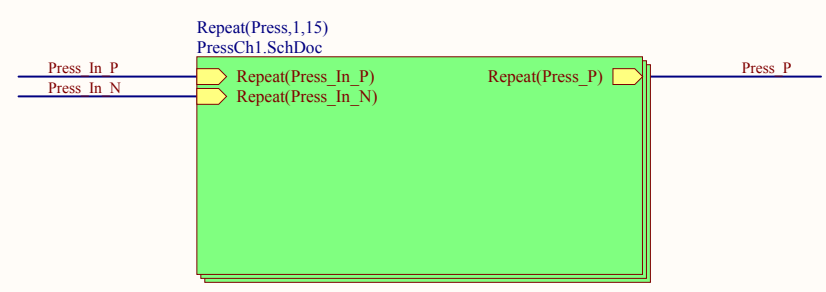 Repeat(Press,1,15)
PressCh1.SchDoc
Press_In_P
Repeat(Press_In_P)
Repeat(Press_P)
Press_P
Press_In_N
Repeat(Press_In_N)